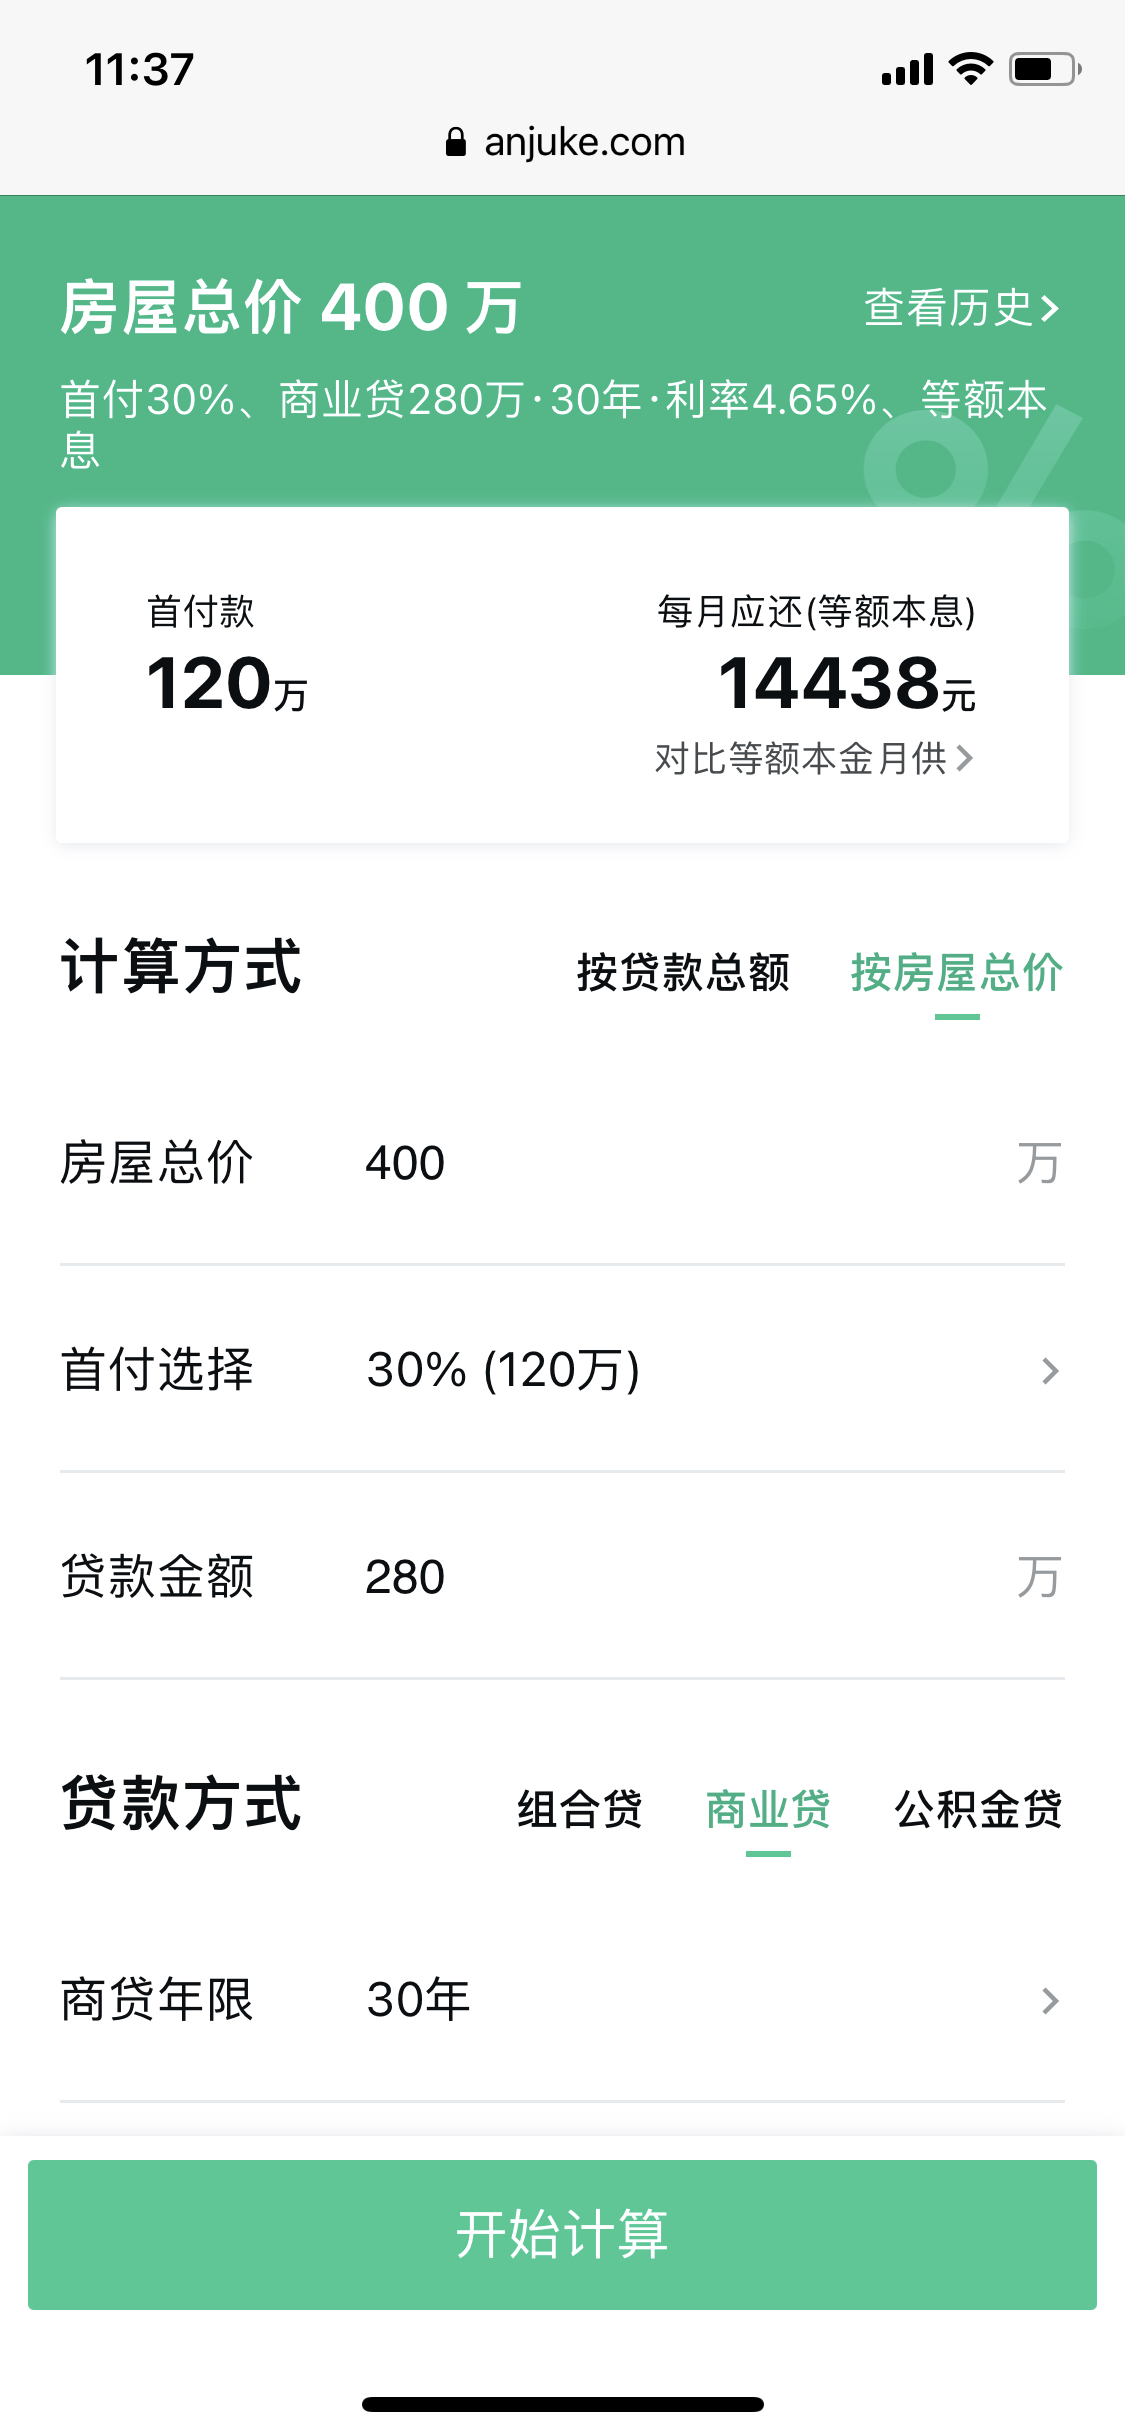 11:37
anjuke.com
房屋总价 400 万
查看历史
首付30%、商业贷280万·30年·利率4.65%、等额本
息
首付款
每月应还(等额本息)
120万
14438元
对比等额本金月供
计算方式
按贷款总额
按房屋总价
房屋总价
400
万
首付选择
30% (120万)
贷款金额
280
万
贷款方式
组合贷
商业贷
公积金贷
商贷年限
30年
开始计算